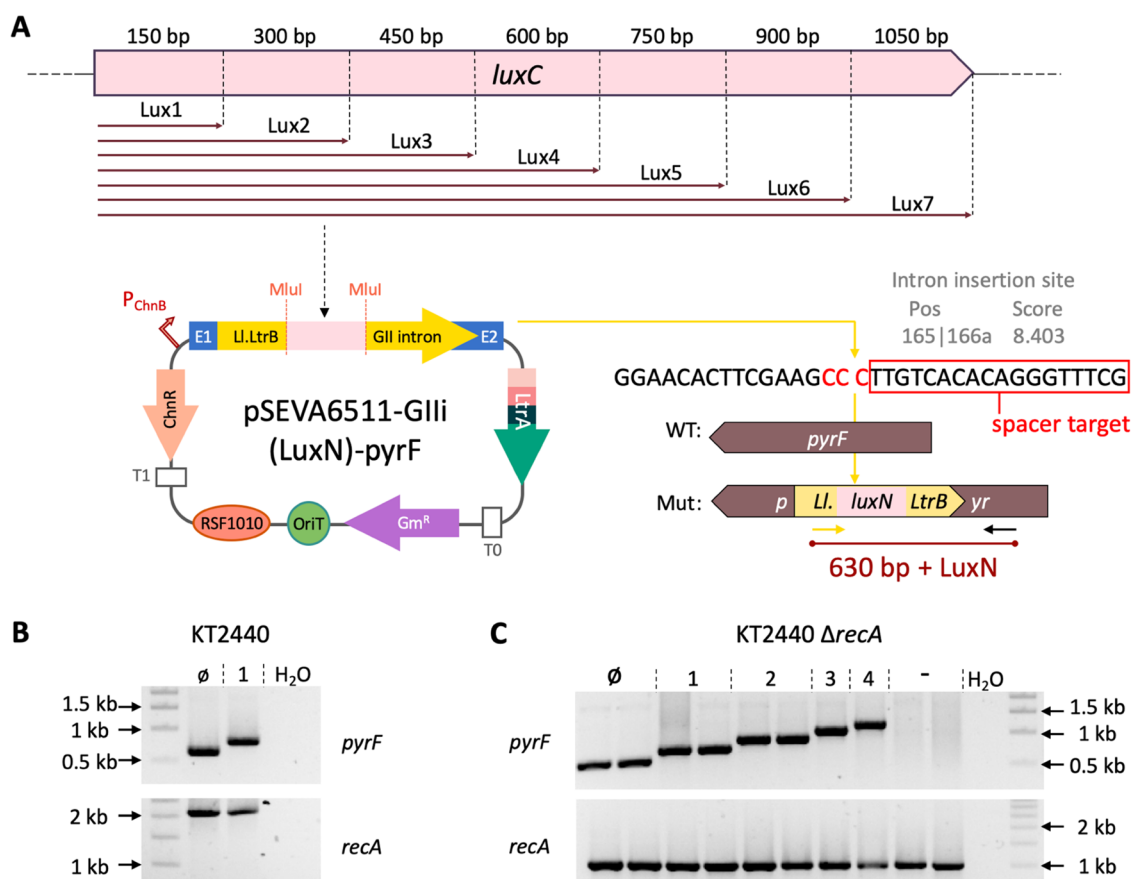 A
150 bp 300 bp 450 bp 600 bp 750 bp 900 bp 1050 bp
luxC
Lux1
Lux2
Lux3
Lux4
Lux5
Lux6
Lux7
PChnB
MluI MluI
E1 Ll.LtrB GII intron E2
ChnR
LtrA
pSEVA6511-GIIi
(LuxN)-pyrF
T1
RSF1010 OriT GmR
T0
Intron insertion site
Pos Score
165|166a 8.403
GGAACACTTCGAAGCCC CTTGTCACACAGGGTTTCG
spacer target
WT: pyrF
Mut: p Ll. luxN LtrB yr
630 bp + LuxN
B
KT2440
ø 1 H2O
1.5 kb
1 kb
0.5 kb
pyrF
2 kb
1 kb
recA
C
KT2440 ΔrecA
Ø 1 2 3 4 - H2O
pyrF
1.5 kb
1 kb
0.5 kb
recA
2 kb
1 kb